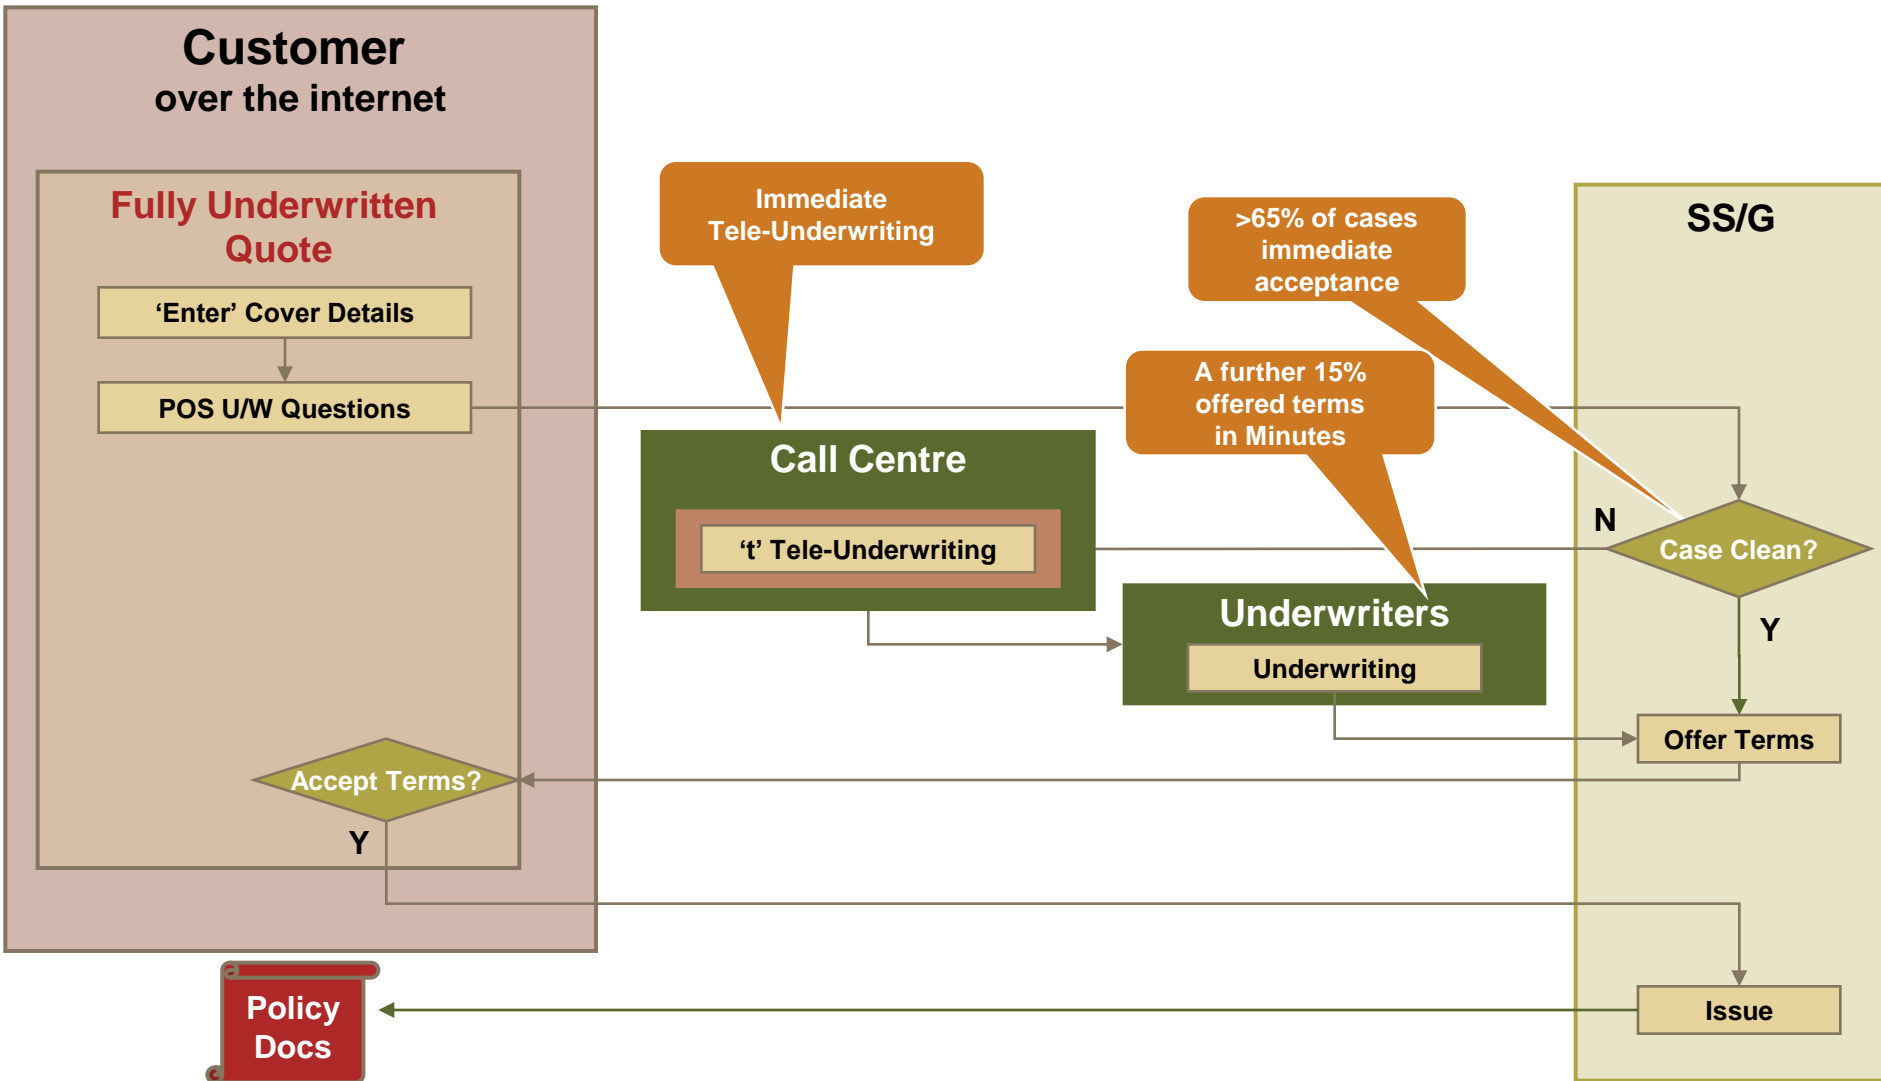 Customer
over the internet
Fully Underwritten
Quote
‘Enter’ Cover Details
POS U/W Questions
Accept Terms?
Y
Policy
Docs
Immediate
Tele-Underwriting
Call Centre
‘t’ Tele-Underwriting
>65% of cases
immediate
acceptance
A further 15%
offered terms
in Minutes
Underwriters
Underwriting
SS/G
N
Case Clean?
Y
Offer Terms
Issue